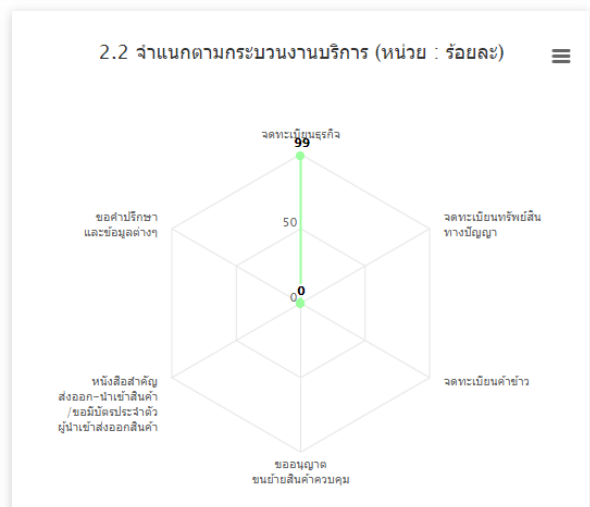 2.2 จำแนกตามกระบวนงานบริการ (หน่วย : ร้อยละ)
จดทะเบียนธุรกิจ
99
ขอคำปรึกษา
และข้อมูลต่างๆ
50
จดทะเบียนทรัพย์สิน
ทางปัญญา
0
0
หนังสือสำคัญ
ส่งออก-นำเข้าสินค้า
/ขอมีบัตรประจำตัว
ผู้นำเข้าส่งออกสินค้า
จดทะเบียนค้าข้าว
ขออนุญาต
ขนย้ายสินค้าควบคุม